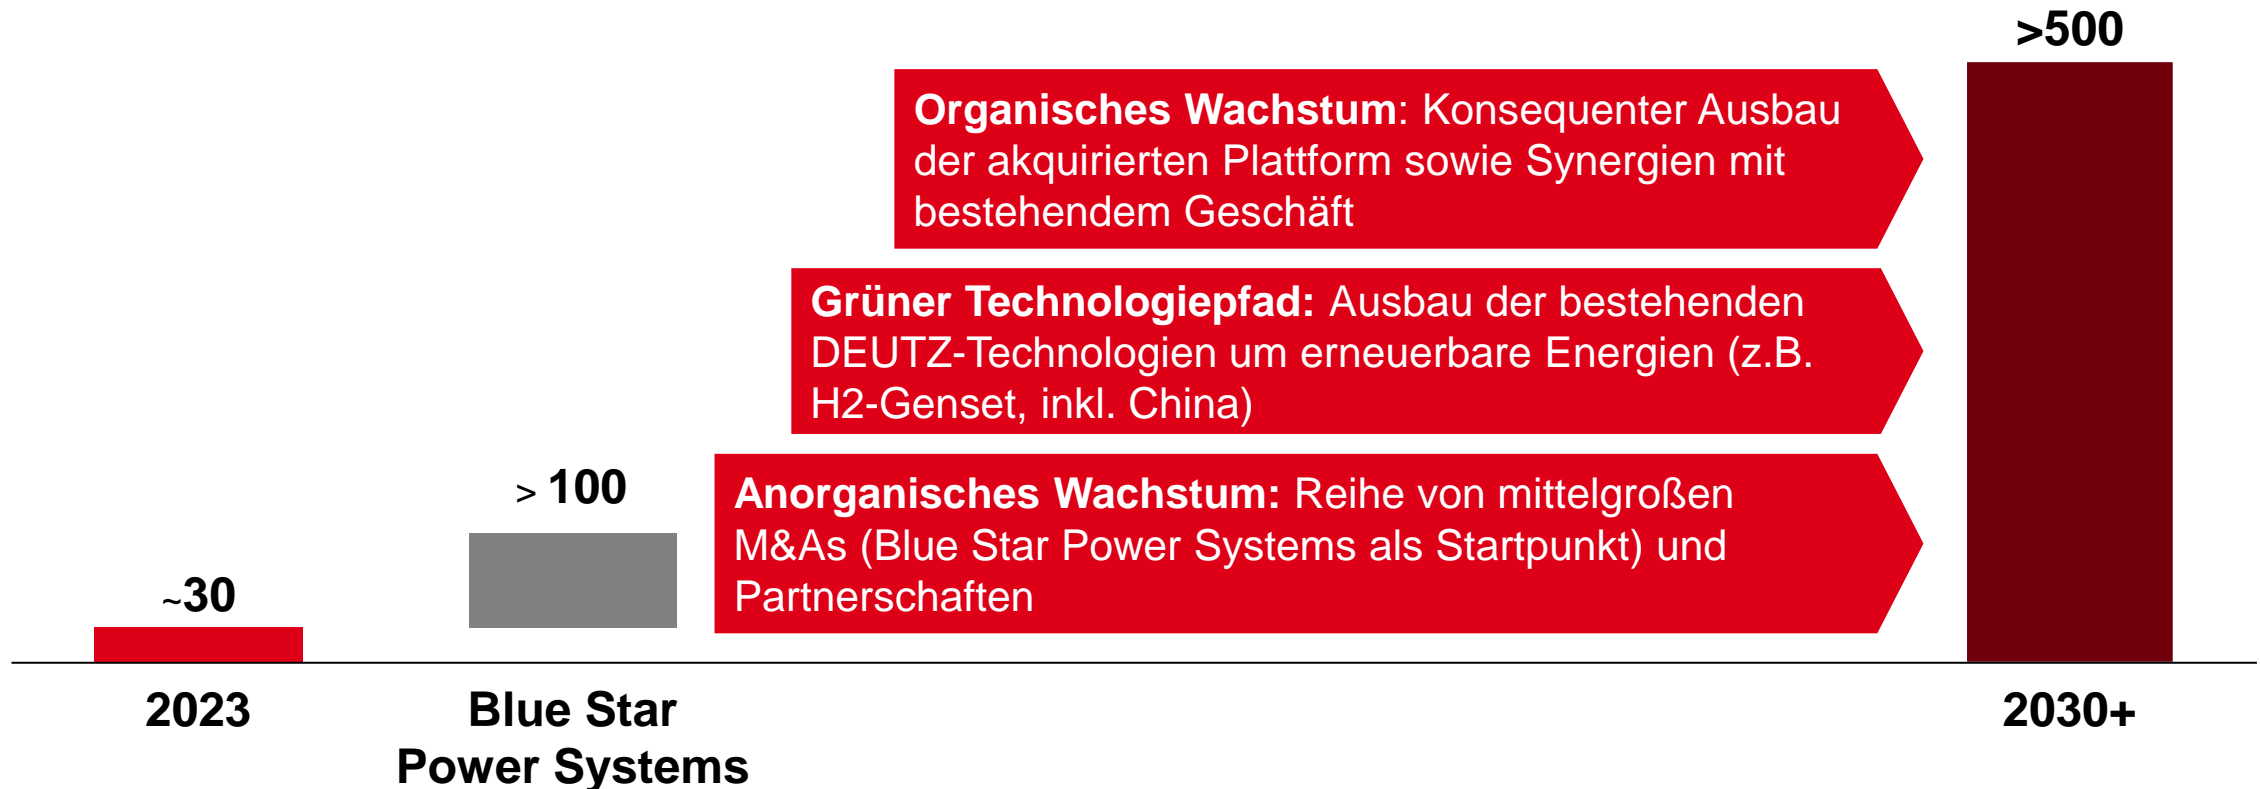 >500
Organisches Wachstum: Konsequenter Ausbau
der akquirierten Plattform sowie Synergien mit
bestehendem Geschäft
Grüner Technologiepfad: Ausbau der bestehenden
DEUTZ-Technologien um erneuerbare Energien (z.B.
H2-Genset, inkl. China)
> 100
Anorganisches Wachstum: Reihe von mittelgroßen
M&As (Blue Star Power Systems als Startpunkt) und
Partnerschaften
~30
2023
Blue Star
Power Systems
2030+